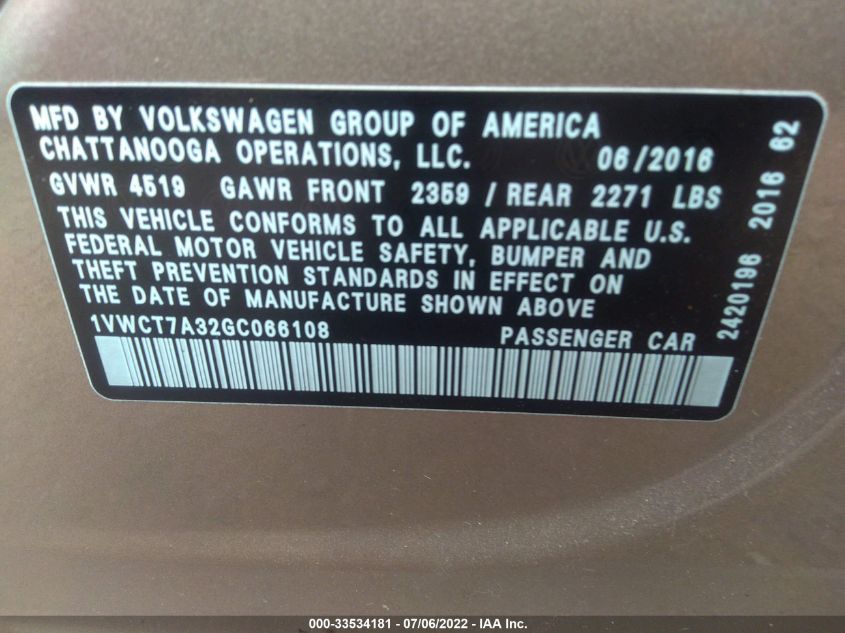 MFD BY VOLKSWAGEN GROUP OF AMERICA
CHATTANOOGA OPERATIONS, LLC. 06/2016
GVWR 4519 GAWR FRONT 2359 / REAR 2271 LBS
THIS VEHICLE CONFORMS TO ALL APPLICABLE U.S.
FEDERAL MOTOR VEHICLE SAFETY, BUMPER AND
THEFT PREVENTION STANDARDS IN EFFECT ON
THE DATE OF MANUFACTURE SHOWN ABOVE
1VWCT7A32GC066108 PASSENGER CAR
2420196 2016 62
000-33534181 - 07/06/2022 - IAA Inc.